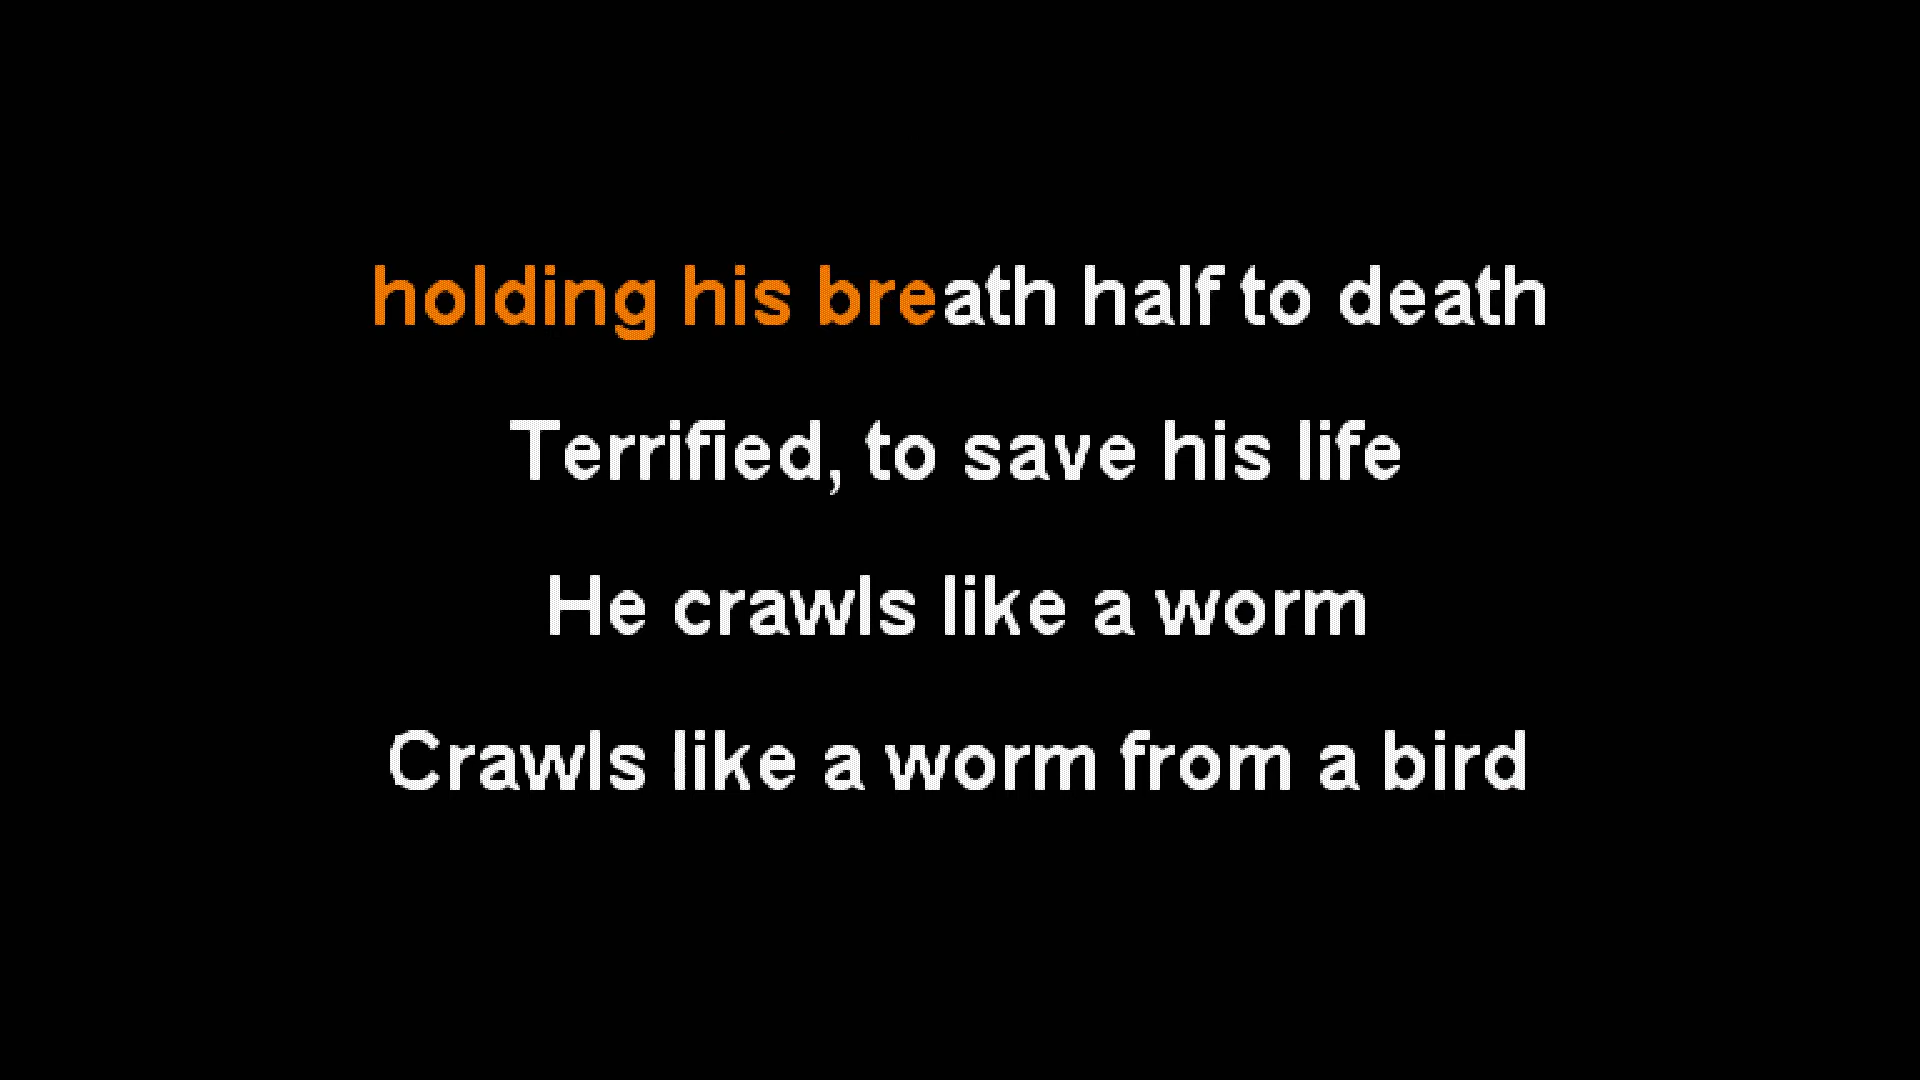 holding his breath half to death
Terrified, to save his life
He crawls like a worm
Crawls like a worm from a bird